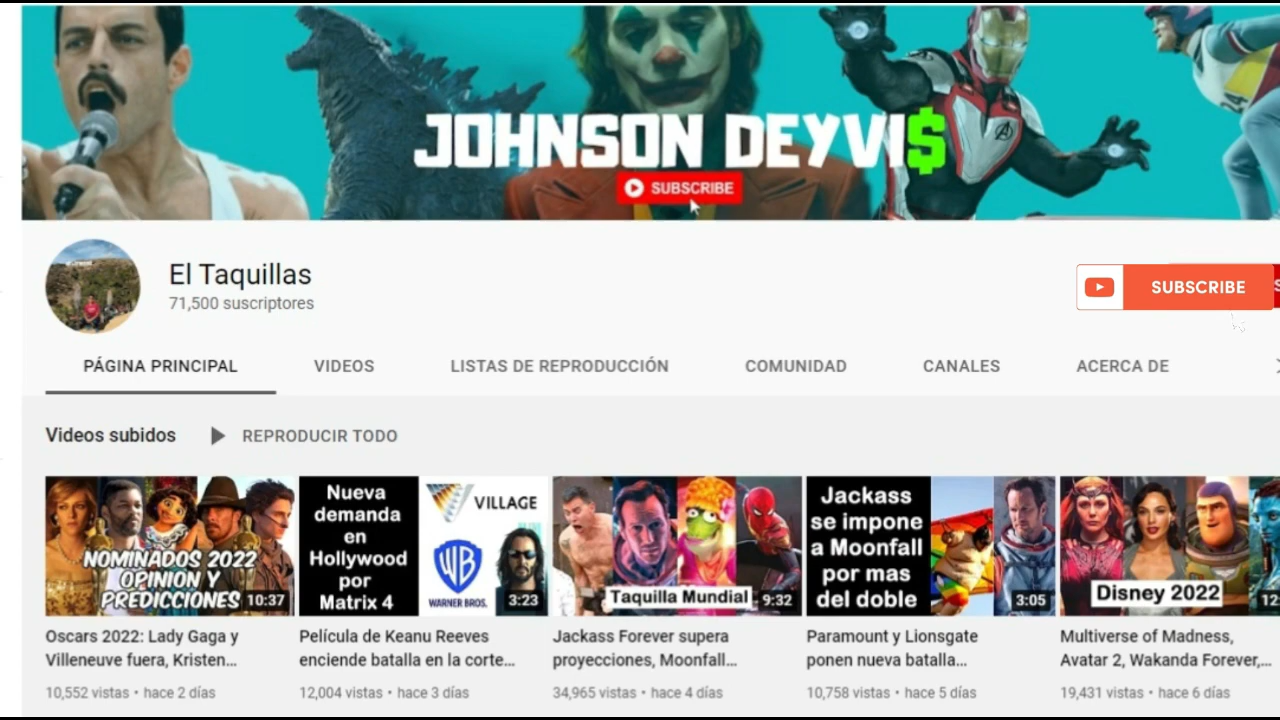 JOHNSON DEYVI$
SUBSCRIBE
El Taquillas
71,500 suscriptores
SUBSCRIBE
PÁGINA PRINCIPAL VIDEOS LISTAS DE REPRODUCCIÓN COMUNIDAD CANALES ACERCA DE
Videos subidos REPRODUCIR TODO
NOMINADOS 2022
OPINION Y
PREDICCIONES
10:37
Nueva
demanda
en
Hollywood
por
Matrix 4
VILLAGE
WB
WARNER BROS.
3:23
Taquilla Mundial
9:32
Jackass
se impone
a Moonfall
por mas
del doble
3:05
Disney 2022
12:
Oscars 2022: Lady Gaga y
Villeneuve fuera, Kristen...
10,552 vistas • hace 2 días
Película de Keanu Reeves
enciende batalla en la corte...
12,004 vistas • hace 3 días
Jackass Forever supera
proyecciones, Moonfall...
34,965 vistas • hace 4 días
Paramount y Lionsgate
ponen nueva batalla...
10,758 vistas • hace 5 días
Multiverse of Madness,
Avatar 2, Wakanda Forever,...
19,431 vistas • hace 6 días